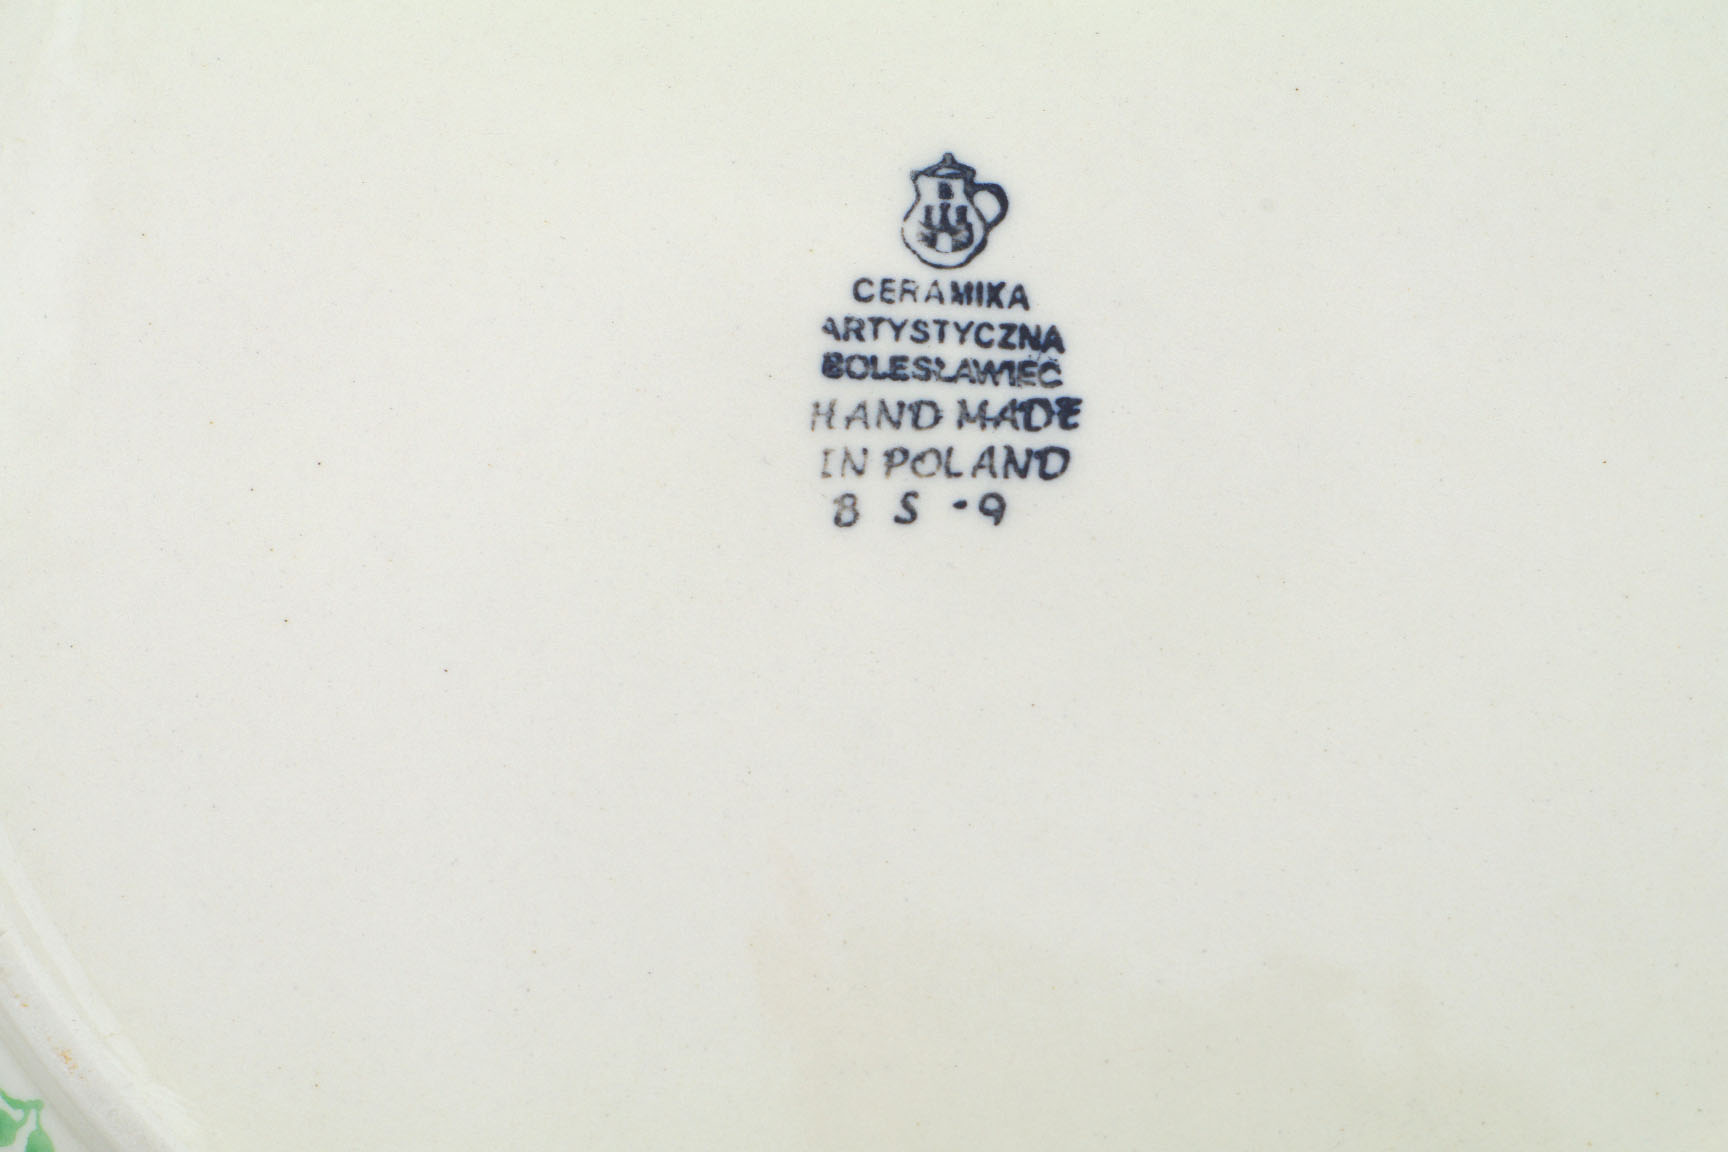 B
CERAMIKA
ARTYSTYCZNA
BOLESŁAWIEC
HAND MADE
IN POLAND
8 S -9